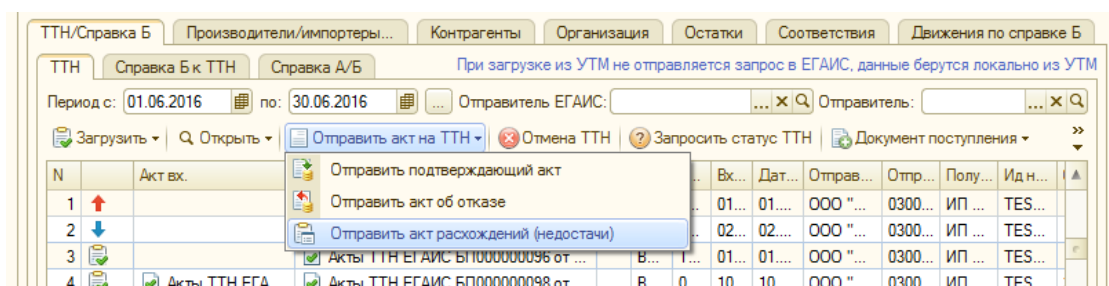 ТТН/Справка Б Производители/импортеры... Контрагенты Организация Остатки Соответствия Движения по справке Б
ТТН Справка Б к ТТН Справка А/Б При загрузке из УТМ не отправляется запрос в ЕГАИС, данные берутся локально из УТМ
Период с: 01.06.2016 по: 30.06.2016 ... Отправитель ЕГАИС: ... Отправитель: ...
Загрузить Открыть Отправить акт на ТТН Отмена ТТН Запросить статус ТТН Документ поступления
N Акт вх. Вх... Дат... Отправ... Отпр... Полу... Ид н...
Отправить подтверждающий акт
1 01... 01.... ООО "... 0300... ИП ... TES...
Отправить акт об отказе
2 02... 02.... ООО "... 0300... ИП ... TES...
Отправить акт расхождений (недостачи)
3 Акты ТТН ЕГАИС БП000000096 от ... В... Т... 01... 01.... ООО "... 0300... ИП ... TES...
4 Акты ТТН ЕГА... Акты ТТН ЕГАИС БП000000098 от ... В... 0... 10... 10.... ООО "... 0300... ИП ... TES...